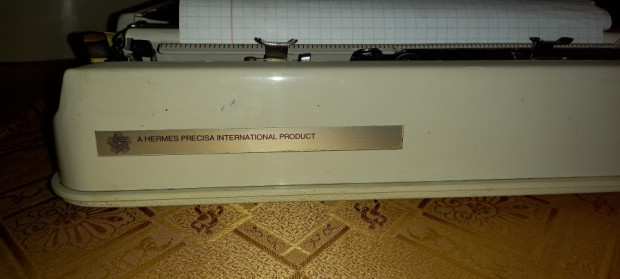 A HERMES PRECISA INTERNATIONAL PRODUCT